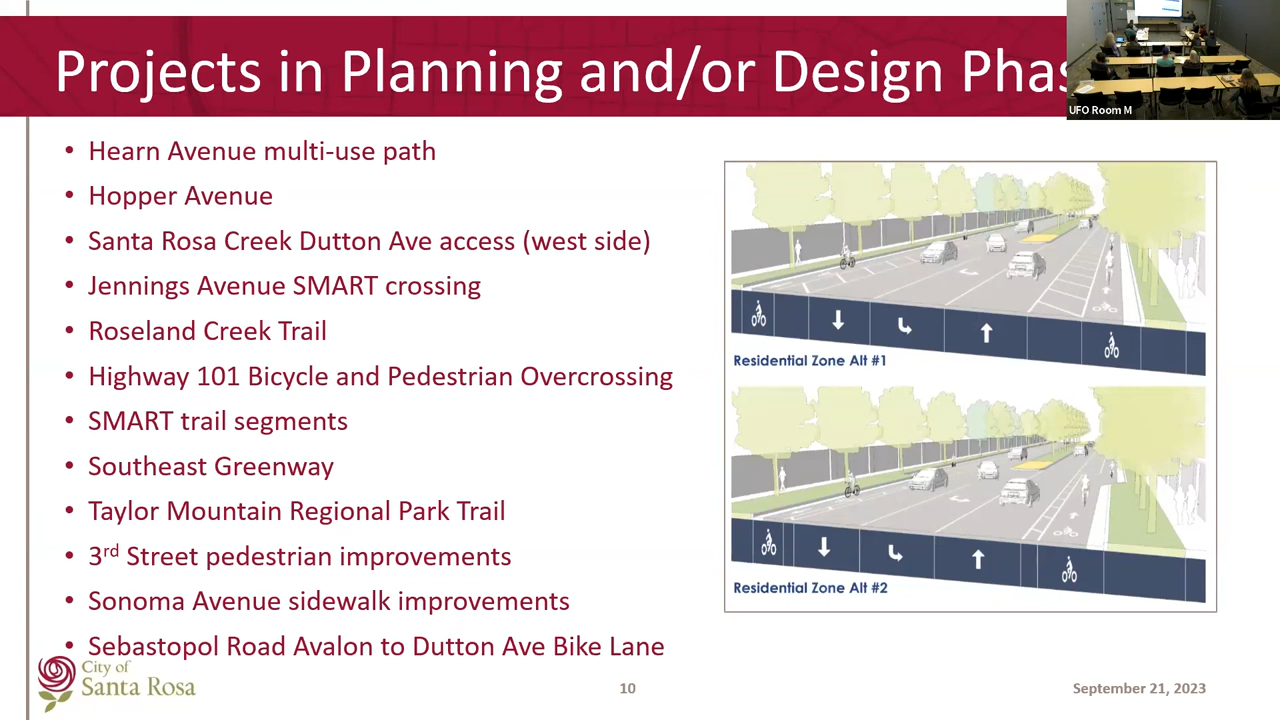 Projects in Planning and/or Design Phas
UFO Room M
• Hearn Avenue multi-use path
• Hopper Avenue
• Santa Rosa Creek Dutton Ave access (west side)
• Jennings Avenue SMART crossing
• Roseland Creek Trail
• Highway 101 Bicycle and Pedestrian Overcrossing
• SMART trail segments
• Southeast Greenway
• Taylor Mountain Regional Park Trail
• 3rd Street pedestrian improvements
• Sonoma Avenue sidewalk improvements
• Sebastopol Road Avalon to Dutton Ave Bike Lane
Residential Zone Alt #1
Residential Zone Alt #2
City of
Santa Rosa
10
September 21, 2023